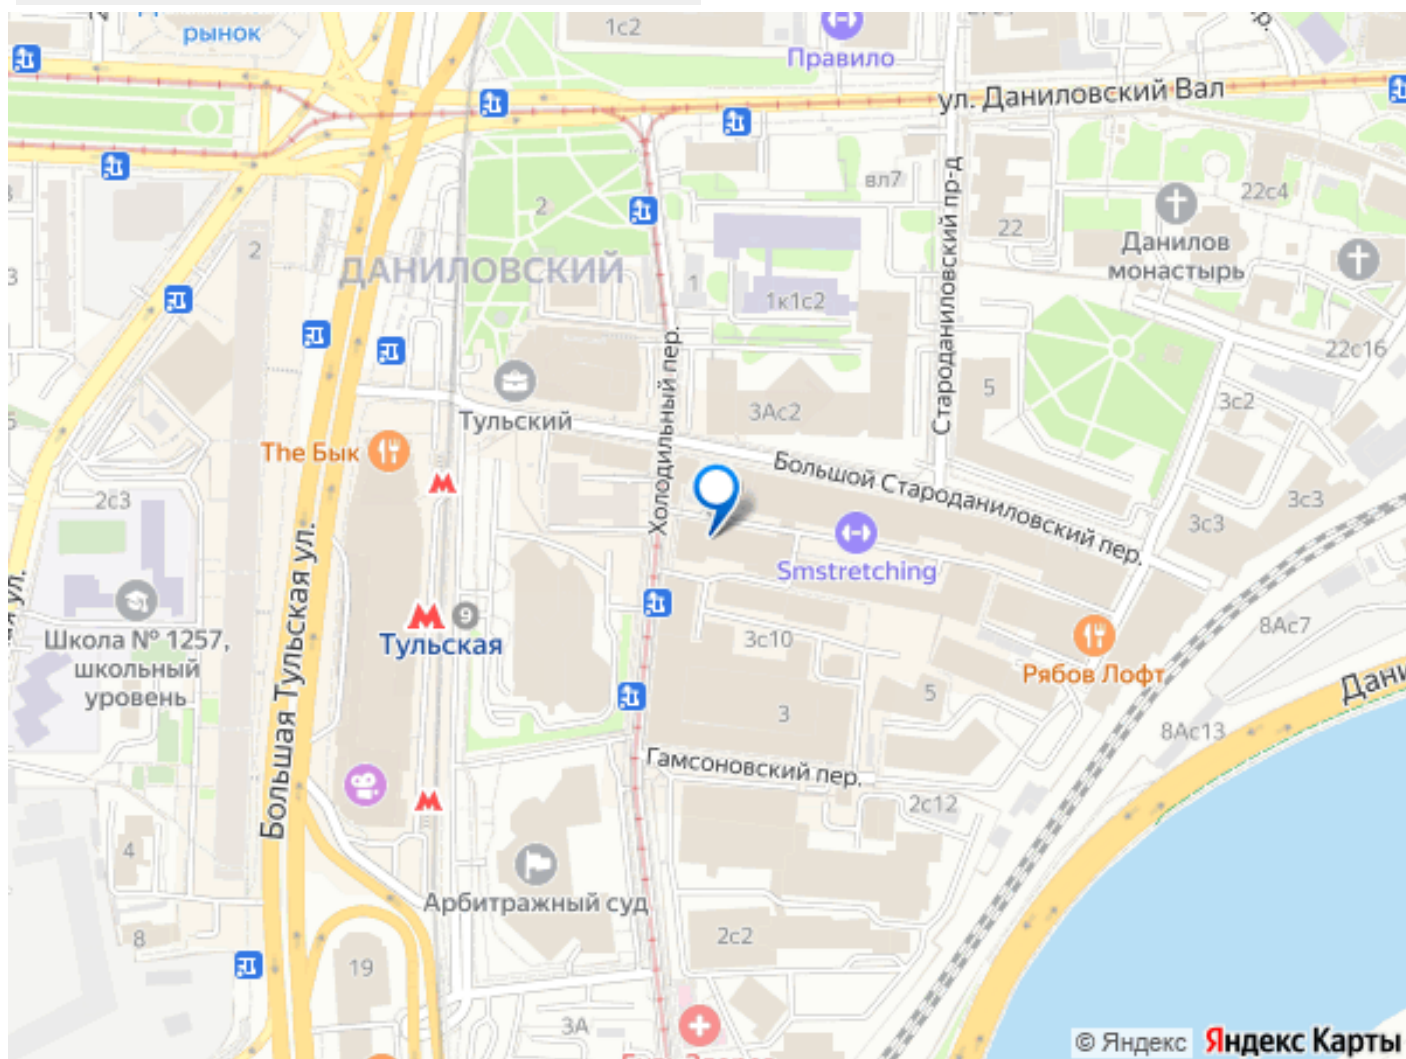 рынок
1с2
Правило
ул. Даниловский Вал
вл7
22с4
2
22
Данилов
монастырь
Староданиловский пр-д
2
ДАНИЛОВСКИЙ
1
1к1с2
22с16
Холодильный пер.
5
3с2
3Ас2
Тульский
The Бык
Большой Староданиловский пер.
2с3
3с3
3с3
Smstretching
Большая Тульская ул.
9
Тульская
Школа № 1257,
школьный
уровень
3с10
8Ас7
Рябов Лофт
5
3
8Ас13
Гамсоновский пер.
2с12
4
Арбитражный суд
8
2с2
19
3А
© Яндекс Яндекс Карты